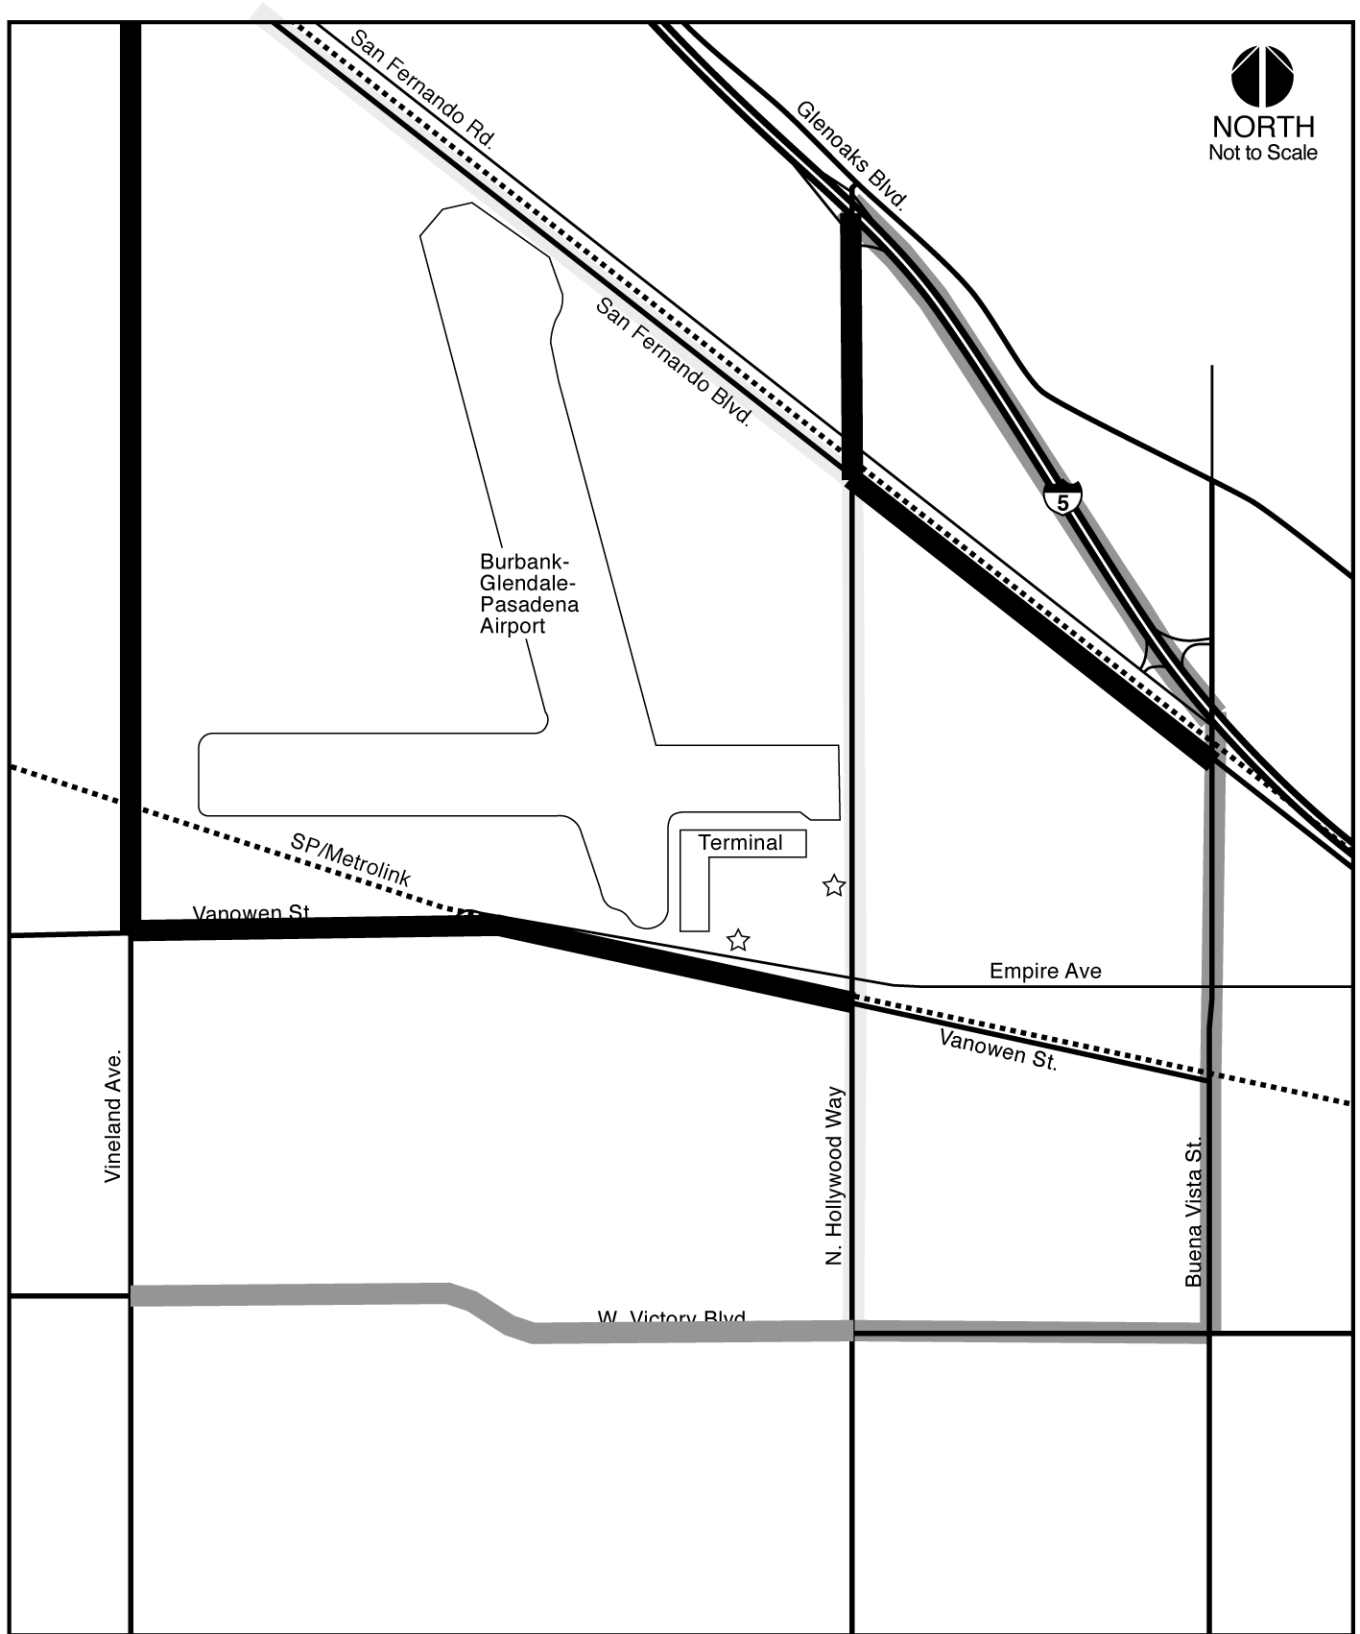 San Fernando Rd.
Glenoaks Blvd.
NORTH
Not to Scale
San Fernando Blvd.
5
Burbank-
Glendale-
Pasadena
Airport
Terminal
SP/Metrolink
Vanowen St
Empire Ave
Vanowen St.
Vineland Ave.
N. Hollywood Way
Buena Vista St.
W. Victory Blvd